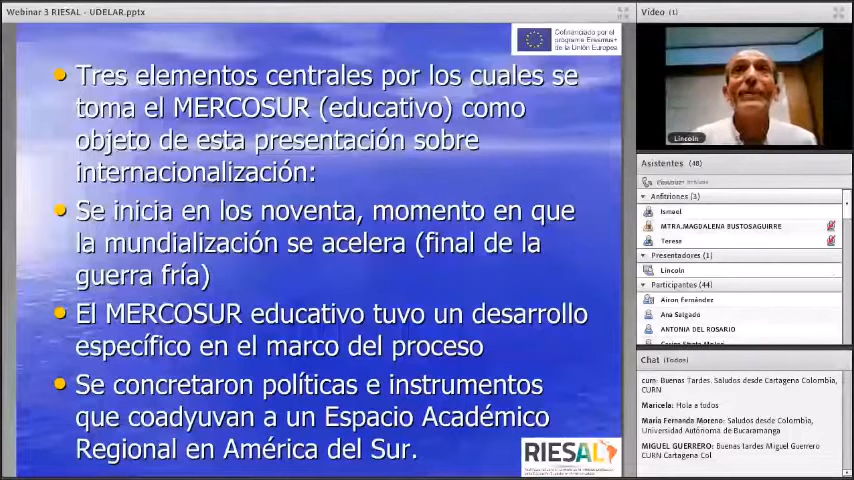 Webinar 3 RIESAL - UDELAR.pptx
Cofinanciado por el
programa Erasmus+
de la Unión Europea
Tres elementos centrales por los cuales se
toma el MERCOSUR (educativo) como
objeto de esta presentación sobre
internacionalización:
Se inicia en los noventa, momento en que
la mundialización se acelera (final de la
guerra fría)
El MERCOSUR educativo tuvo un desarrollo
específico en el marco del proceso
Se concretaron políticas e instrumentos
que coadyuvan a un Espacio Académico
Regional en América del Sur.
RIESAL
Vídeo (1)
Lincoln
Asistentes (48)
Anfitriones (3)
Ismael
MTRA.MAGDALENA BUSTOSAGUIRRE
Teresa
Presentadores (1)
Lincoln
Participantes (44)
Airon Fernández
Ana Salgado
ANTONIA DEL ROSARIO
Chat (Todos)
cum: Buenas Tardes. Saludos desde Cartagena Colombia,
CURN
Maricela: Hola a todos
María Fernanda Moreno: Saludos desde Colombia,
Universidad Autónoma de Bucaramanga
MIGUEL GUERRERO: Buenas tardes Miguel Guerrero
CURN Cartagena Col